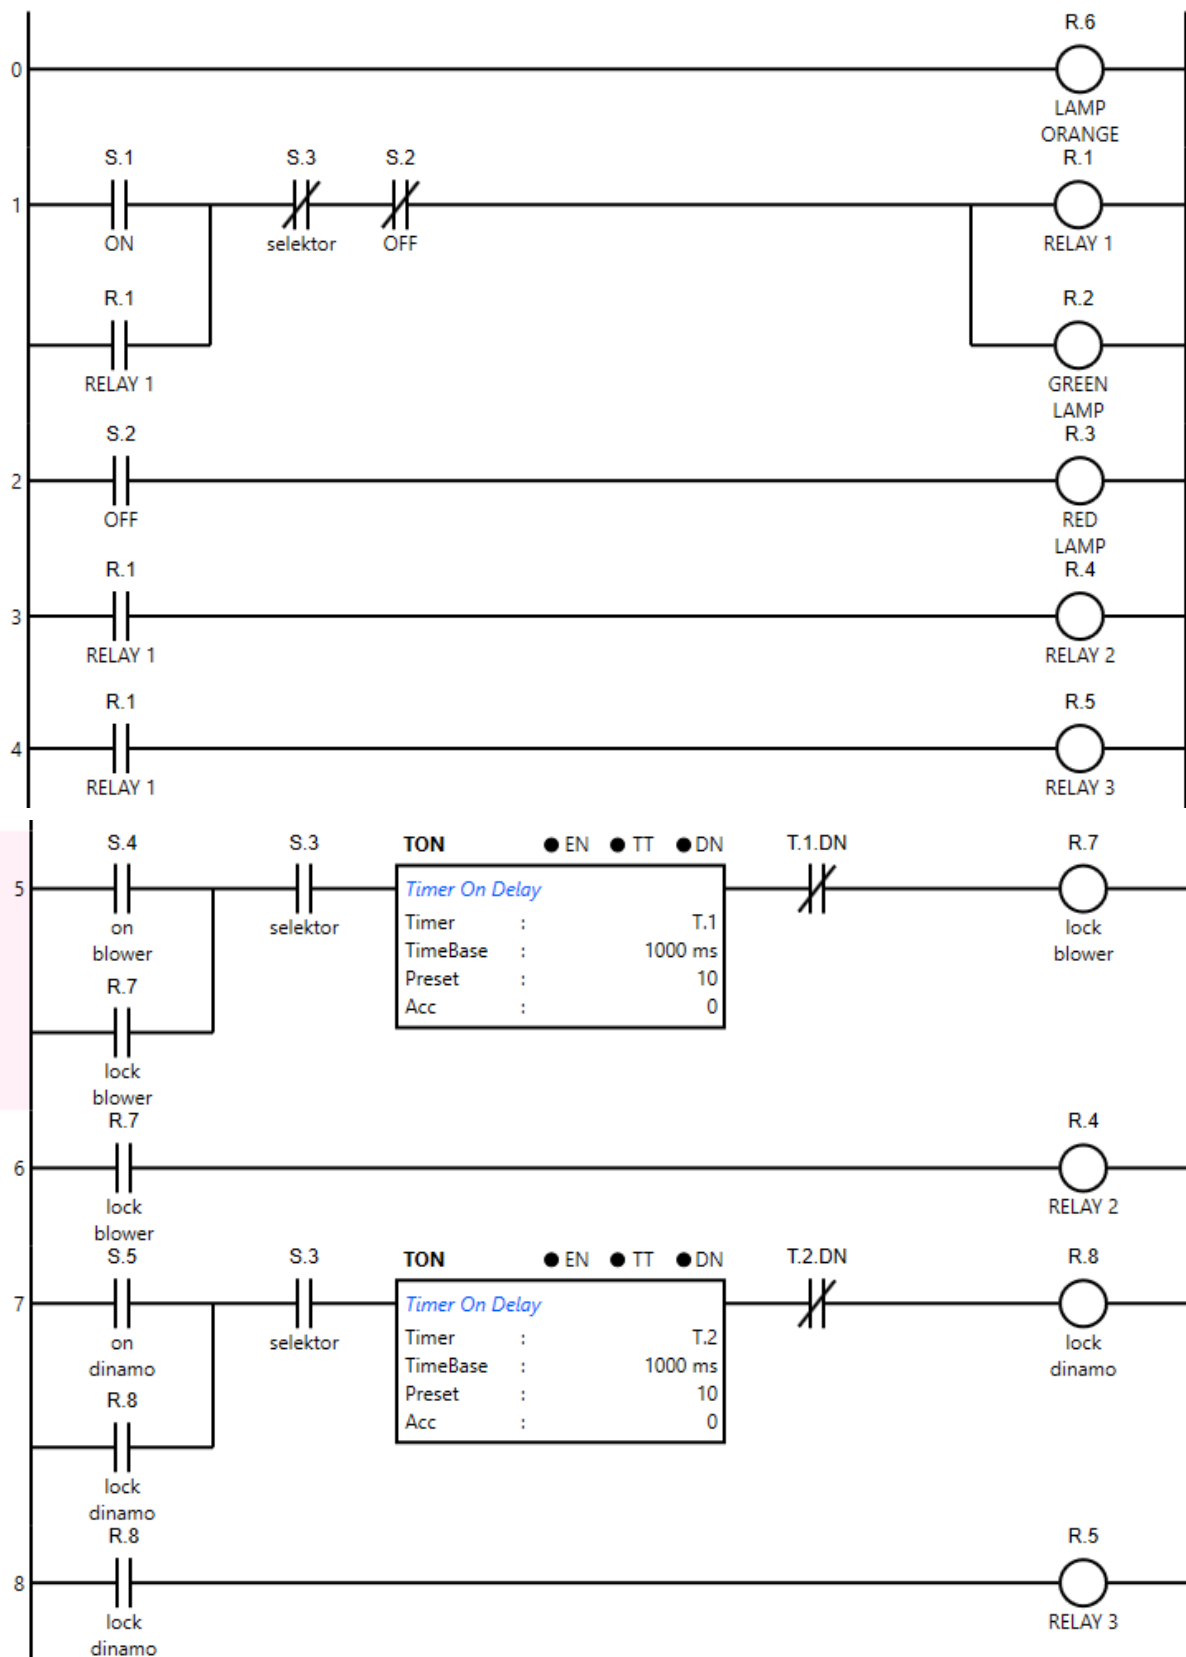 R.6
0
LAMP
ORANGE
S.1 S.3 S.2 R.1
1
ON selektor OFF RELAY 1
R.1 R.2
RELAY 1 GREEN
LAMP
S.2 R.3
2
OFF RED
LAMP
R.1 R.4
3
RELAY 1 RELAY 2
R.1 R.5
4
RELAY 1 RELAY 3
S.4 S.3 TON EN TT DN T.1.DN R.7
5 Timer On Delay
on selektor Timer : T.1 lock
blower TimeBase : 1000 ms blower
Preset : 10
R.7 Acc : 0
lock
blower
R.7 R.4
6
lock RELAY 2
blower
S.5 S.3 TON EN TT DN T.2.DN R.8
7 Timer On Delay
on selektor Timer : T.2 lock
dinamo TimeBase : 1000 ms dinamo
Preset : 10
R.8 Acc : 0
lock
dinamo
R.8 R.5
8
lock RELAY 3
dinamo